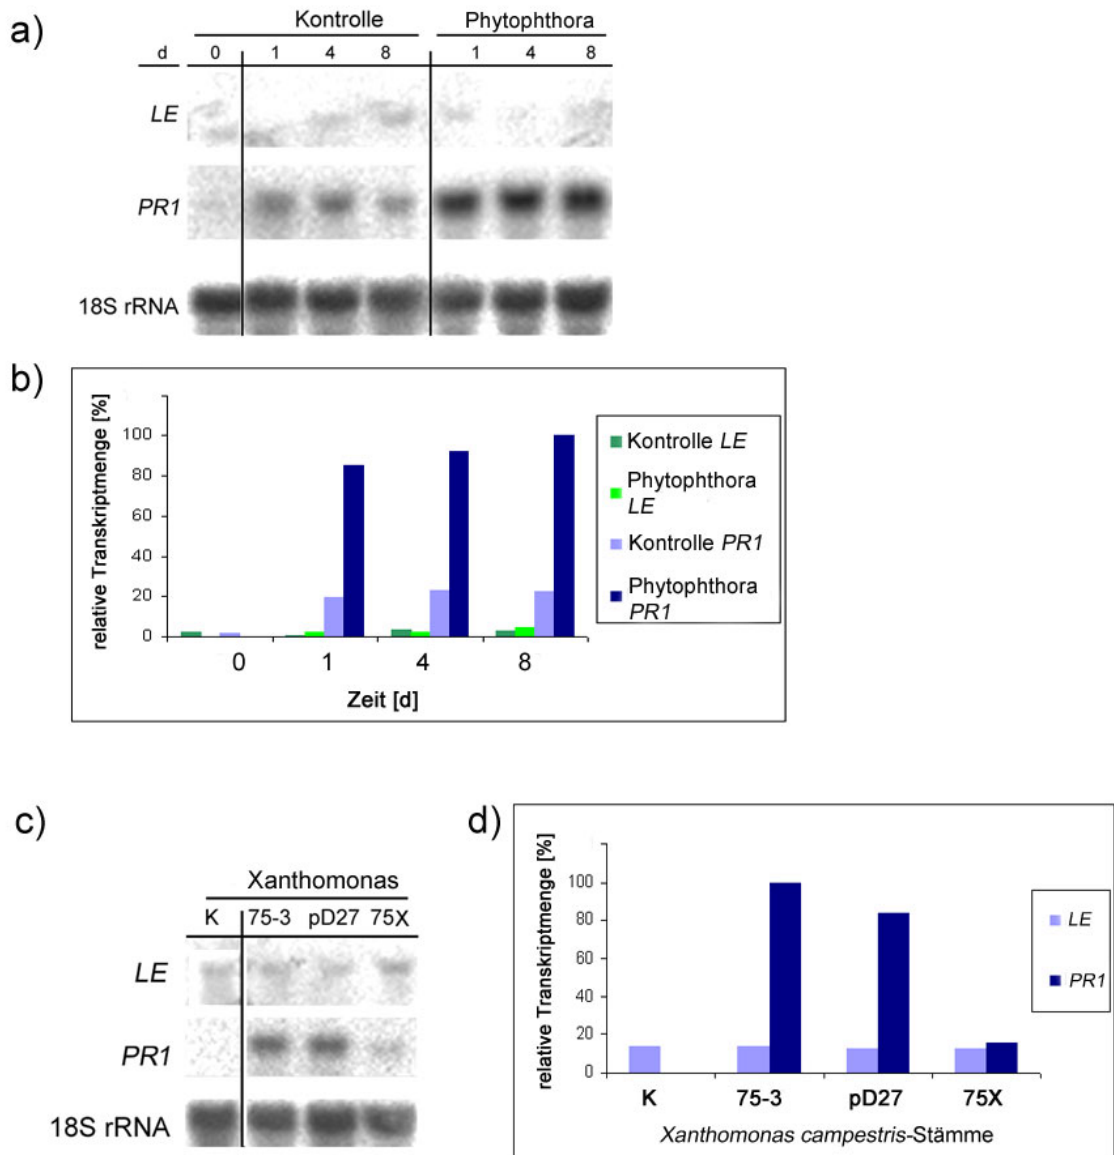 a)
Kontrolle Phytophthora
d 0 1 4 8 1 4 8
LE
PR1
18S rRNA
b)
relative Transkriptmenge [%]
100
80
60
40
20
0
0 1 4 8
Zeit [d]
Kontrolle LE
Phytophthora
LE
Kontrolle PR1
Phytophthora
PR1
c)
Xanthomonas
K 75-3 pD27 75X
LE
PR1
18S rRNA
d)
relative Transkriptmenge [%]
100
80
60
40
20
0
K 75-3 pD27 75X
Xanthomonas campestris-Stämme
LE
PR1